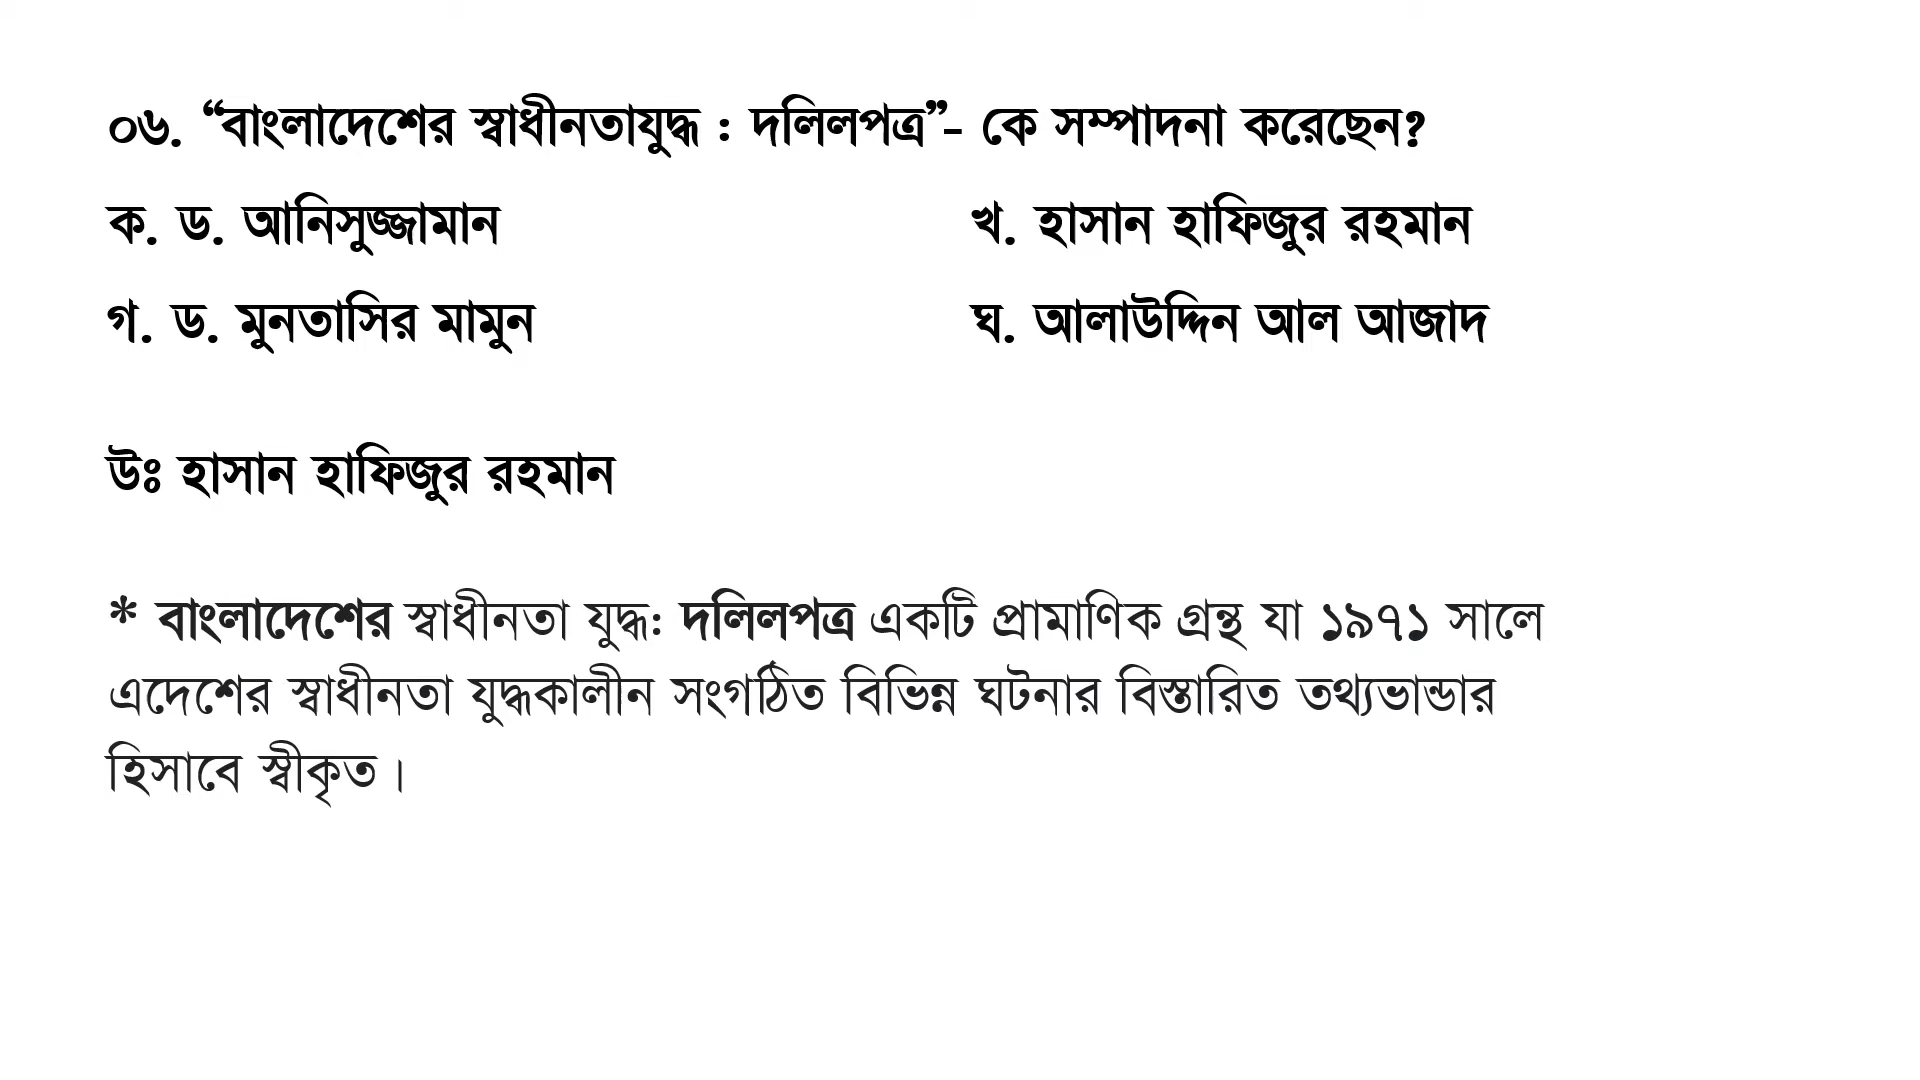 ০৬. “বাংলাদেশের স্বাধীনতাযুদ্ধ : দলিলপত্র”- কে সম্পাদনা করেছেন?
ক. ড. আনিসুজ্জামান খ. হাসান হাফিজুর রহমান
গ. ড. মুনতাসির মামুন ঘ. আলাউদ্দিন আল আজাদ
উঃ হাসান হাফিজুর রহমান
* বাংলাদেশের স্বাধীনতা যুদ্ধ: দলিলপত্র একটি প্রামাণিক গ্রন্থ যা ১৯৭১ সালে
এদেশের স্বাধীনতা যুদ্ধকালীন সংগঠিত বিভিন্ন ঘটনার বিস্তারিত তথ্যভান্ডার
হিসাবে স্বীকৃত।